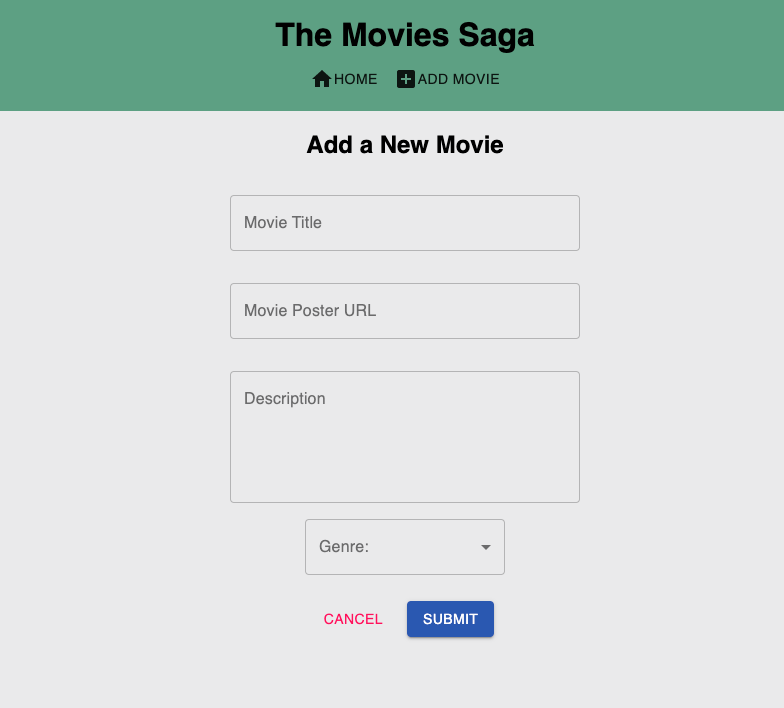 The Movies Saga
HOME ADD MOVIE
Add a New Movie
Movie Title
Movie Poster URL
Description
Genre:
CANCEL SUBMIT